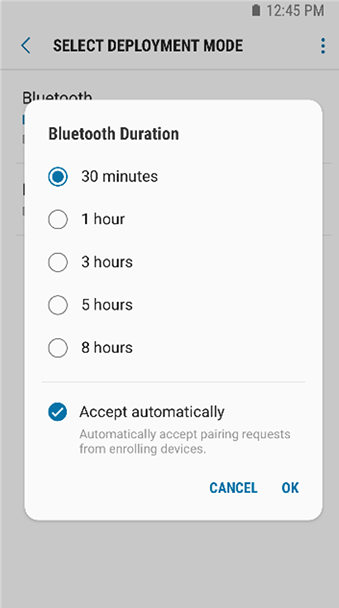 12:45 PM
SELECT DEPLOYMENT MODE
Bluetooth
Bluetooth Duration
30 minutes
1 hour
3 hours
5 hours
8 hours
Accept automatically
Automatically accept pairing requests
from enrolling devices.
CANCEL OK